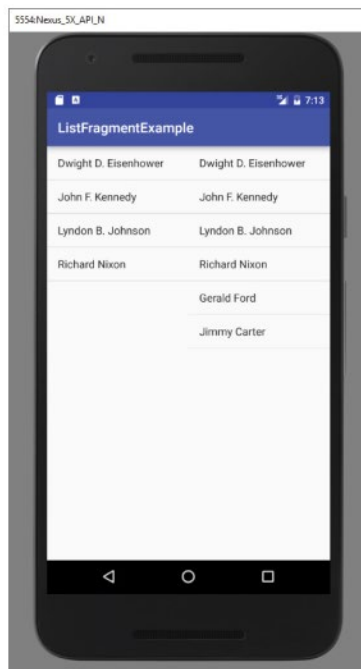 5554:Nexus_5X_API_N
7:13
ListFragmentExample
Dwight D. Eisenhower Dwight D. Eisenhower
John F. Kennedy John F. Kennedy
Lyndon B. Johnson Lyndon B. Johnson
Richard Nixon Richard Nixon
Gerald Ford
Jimmy Carter